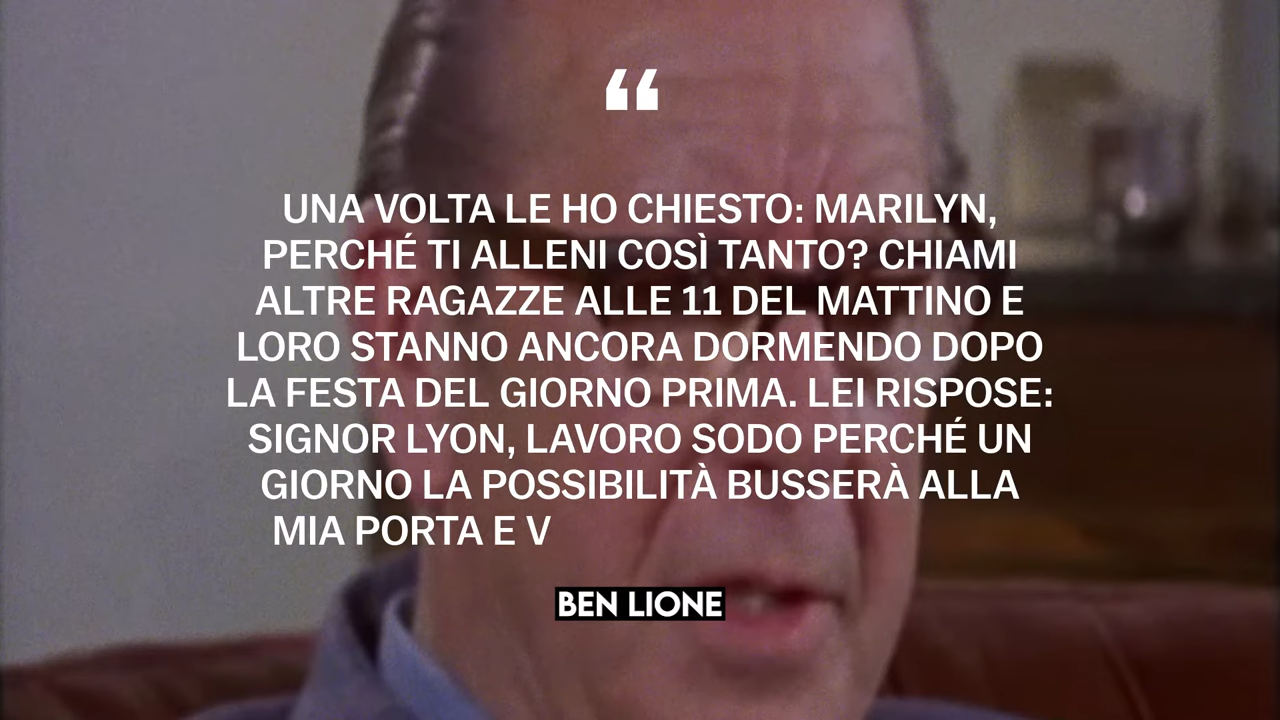 “
UNA VOLTA LE HO CHIESTO: MARILYN,
PERCHÉ TI ALLENI COSÌ TANTO? CHIAMI
ALTRE RAGAZZE ALLE 11 DEL MATTINO E
LORO STANNO ANCORA DORMENDO DOPO
LA FESTA DEL GIORNO PRIMA. LEI RISPOSE:
SIGNOR LYON, LAVORO SODO PERCHÉ UN
GIORNO LA POSSIBILITÀ BUSSERÀ ALLA
MIA PORTA E V
BEN LIONE